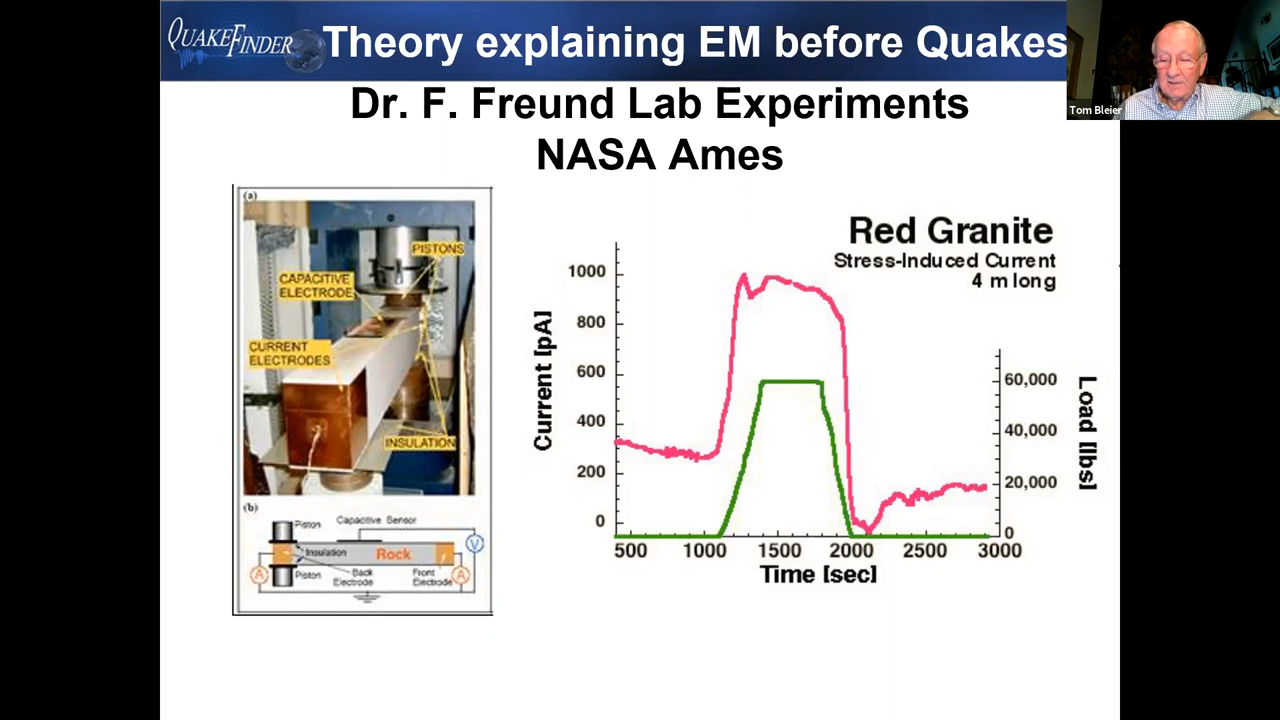 QUAKEFINDER
Theory explaining EM before Quakes
Tom Bleier
Dr. F. Freund Lab Experiments
NASA Ames
(a)
PISTONS
CAPACITIVE
ELECTRODE
CURRENT
ELECTRODES
INSULATION
(b)
Piston
Capacitive Sensor
V
Insulation
Rock
A
Piston
Back
Electrode
Front
Electrode
A
Red Granite
Stress-Induced Current
4 m long
Current [pA]
1000
800
600
400
200
0
60,000
40,000
20,000
0
Load [lbs]
500 1000 1500 2000 2500 3000
Time [sec]